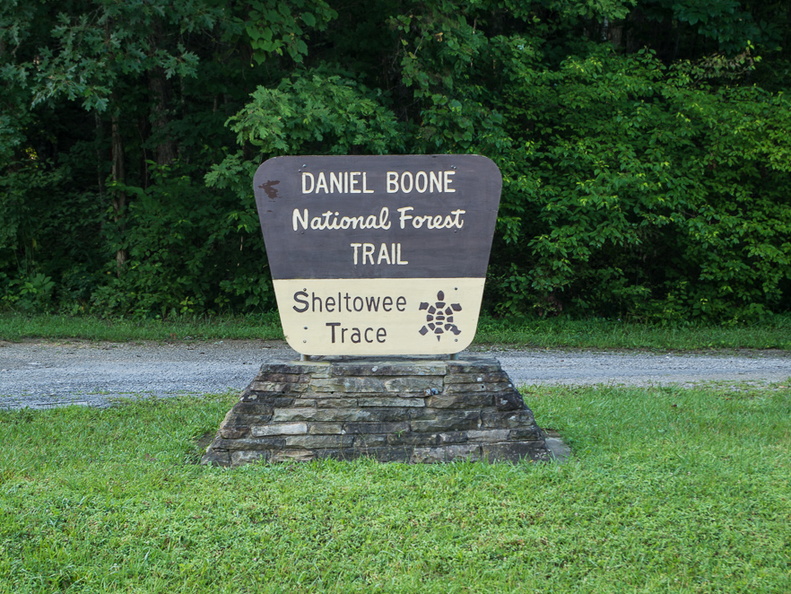 DANIEL BOONE
National Forest
TRAIL
Sheltowee
Trace